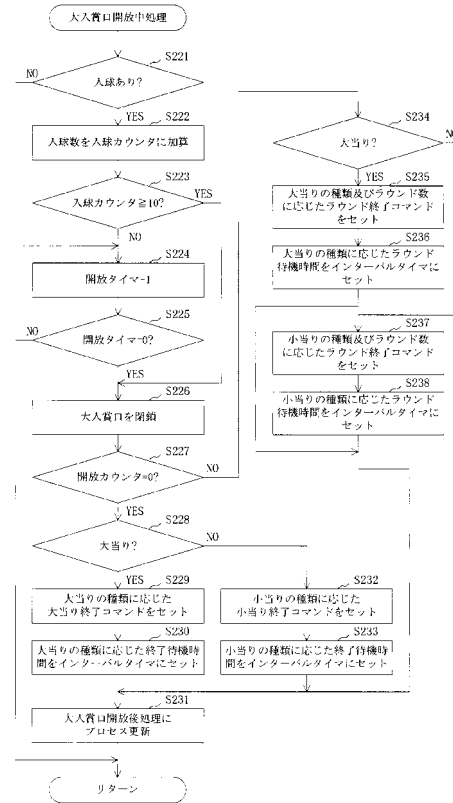 大入賞口開放中処理
S221
NO
入球あり?
YES
S222
入球数を入球カウンタに加算
S223
入球カウンタ≧10?
YES
NO
S224
開放タイマ-1
S225
NO
開放タイマ=0?
YES
S226
大入賞口を閉鎖
S227
開放カウンタ=0?
NO
YES
S228
大当り?
NO
YES
S229
大当りの種類に応じた
大当り終了コマンドをセット
S230
大当りの種類に応じた終了待機時
間をインターバルタイマにセット
S232
小当りの種類に応じた
小当り終了コマンドをセット
S233
小当りの種類に応じた終了待機時
間をインターバルタイマにセット
S231
大入賞口開放後処理に
プロセス更新
リターン
S234
大当り?
NO
YES
S235
大当りの種類及びラウンド数
に応じたラウンド終了コマンド
をセット
S236
大当りの種類に応じたラウンド
待機時間をインターバルタイマに
セット
S237
小当りの種類及びラウンド数
に応じたラウンド終了コマンド
をセット
S238
小当りの種類に応じたラウンド
待機時間をインターバルタイマに
セット